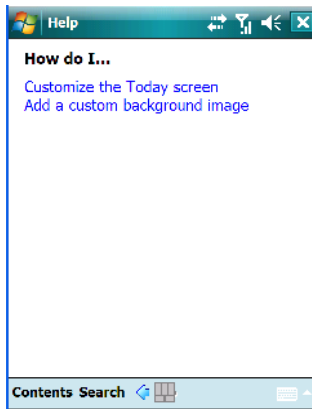 Help
How do I...
Customize the Today screen
Add a custom background image
Contents Search